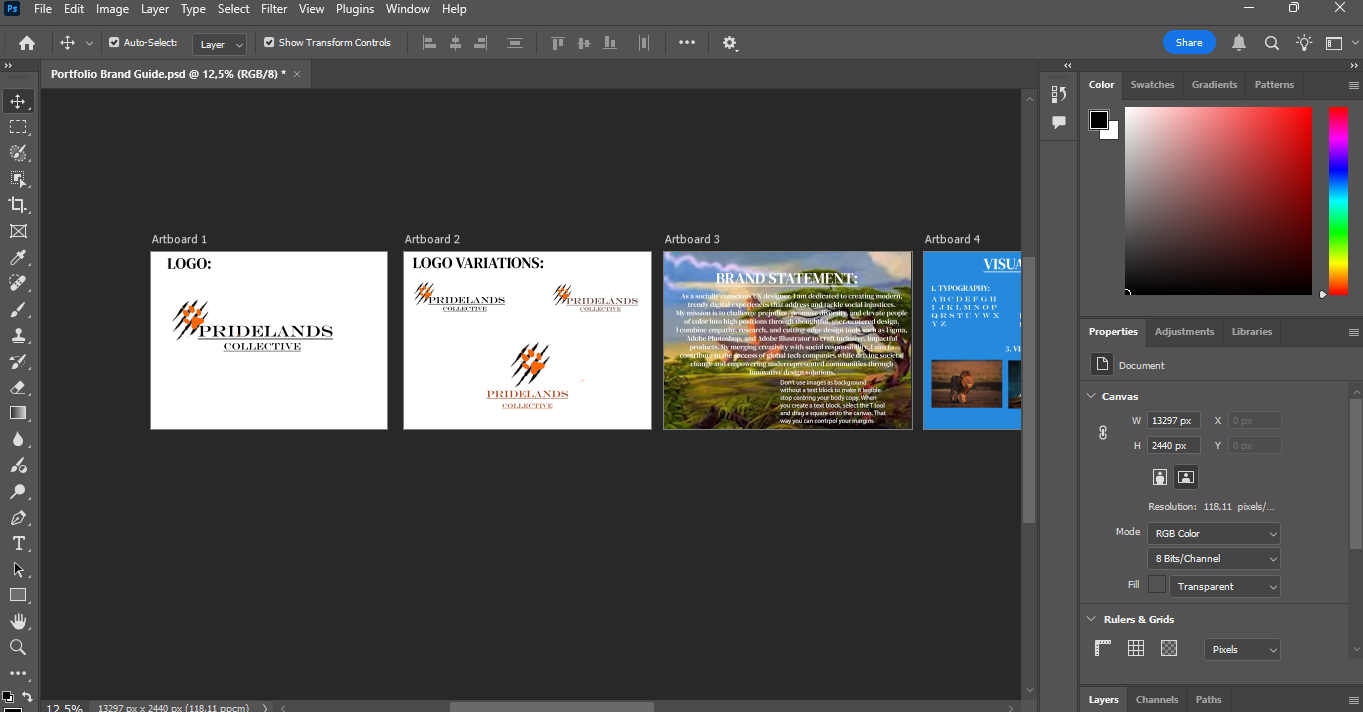 Ps File Edit Image Layer Type Select Filter View Plugins Window Help
Auto-Select: Layer Show Transform Controls Share
Portfolio Brand Guide.psd @ 12,5% (RGB/8) * ×
Artboard 1
LOGO:
PRIDELANDS
COLLECTIVE
Artboard 2
LOGO VARIATIONS:
PRIDELANDS
COLLECTIVE
PRIDELANDS
COLLECTIVE
PRIDELANDS
COLLECTIVE
Artboard 3
BRAND STATEMENT:
As a socially conscious UX designer, I am dedicated to creating modern,
trendy digital experiences that address and tackle social injustices.
My mission is to challenge prejudice, promote diversity, and elevate people
of color into high positions through thoughtful, user-centered design.
I combine empathy, research, and cutting-edge design tools such as Figma,
Adobe Photoshop, and Adobe Illustrator to craft inclusive, impactful
products. By merging creativity with social responsibility, I aim to
contribute to the success of global tech companies while driving societal
change and empowering underrepresented communities through
innovative design solutions.
Don't use images as background
without a text block to make it legible.
stop centring your body copy. When
you create a text block, select the T tool
and drag a square onto the canvas. That
way you can contrpol your margins
Artboard 4
VISUA
1. TYPOGRAPHY:
A B C D E F G H
I J K L M N O P
Q R S T U V W X
Y Z
3. VI
Color Swatches Gradients Patterns
Properties Adjustments Libraries
Document
Canvas
W 13297 px X 0 px
H 2440 px Y 0 px
Resolution: 118,11 pixels/...
Mode RGB Color
8 Bits/Channel
Fill Transparent
Rulers & Grids
Pixels
Layers Channels Paths
12,5% 13297 px x 2440 px (118,11 ppcm)